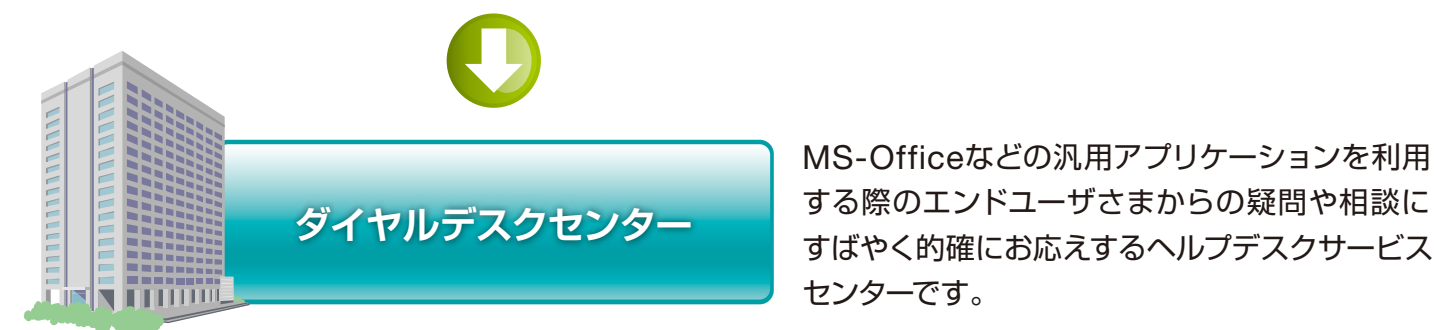 ダイヤルデスクセンター
MS-Officeなどの汎用アプリケーションを利用
する際のエンドユーザさまからの疑問や相談に
すばやく的確にお応えするヘルプデスクサービス
センターです。